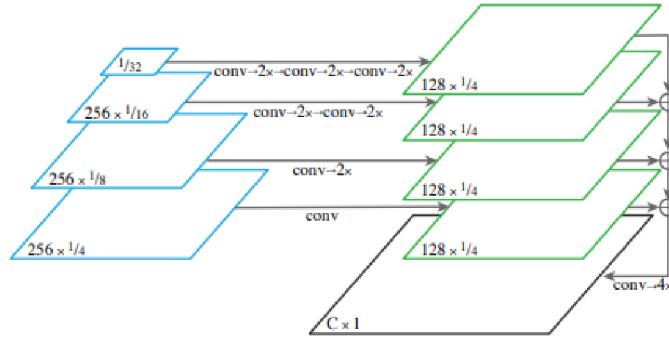 1/32
conv→2×→conv→2×→conv→2×
128 × 1/4
256 × 1/16
conv→2×→conv→2×
128 × 1/4
256 × 1/8
conv→2×
128 × 1/4
conv
256 × 1/4
128 × 1/4
conv→4×
C × 1